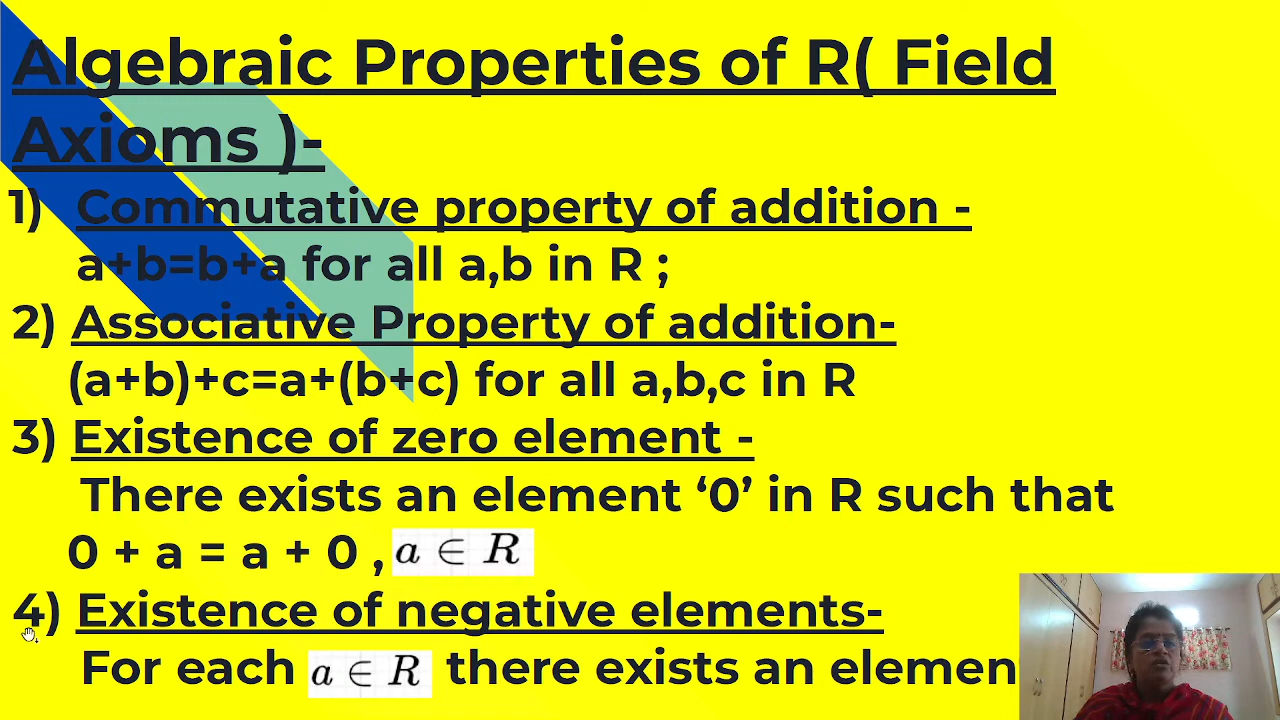 Algebraic Properties of R( Field
Axioms )-
1) Commutative property of addition -
a+b=b+a for all a,b in R ;
2) Associative Property of addition-
(a+b)+c=a+(b+c) for all a,b,c in R
3) Existence of zero element -
There exists an element ‘0’ in R such that
0 + a = a + 0 , a ∈ R
4) Existence of negative elements-
For each a ∈ R there exists an elemen